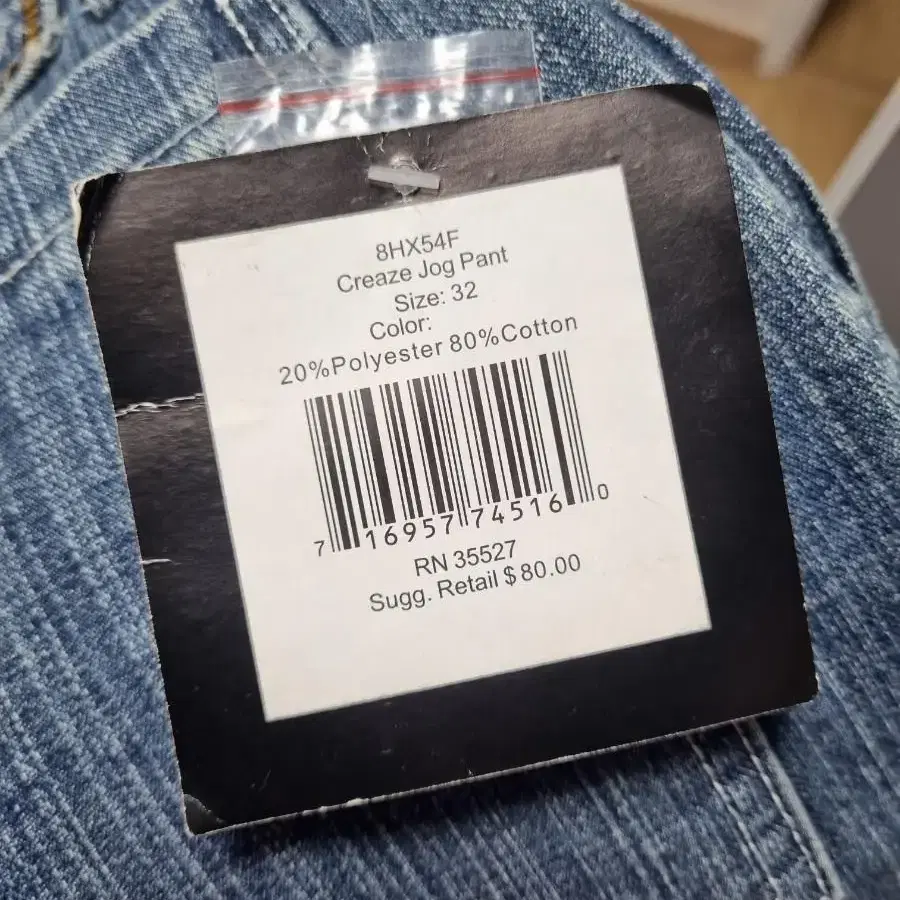 8HX54F
Creaze Jog Pant
Size: 32
Color:
20%Polyester 80%Cotton
7 16957 74516 0
RN 35527
Sugg. Retail $80.00